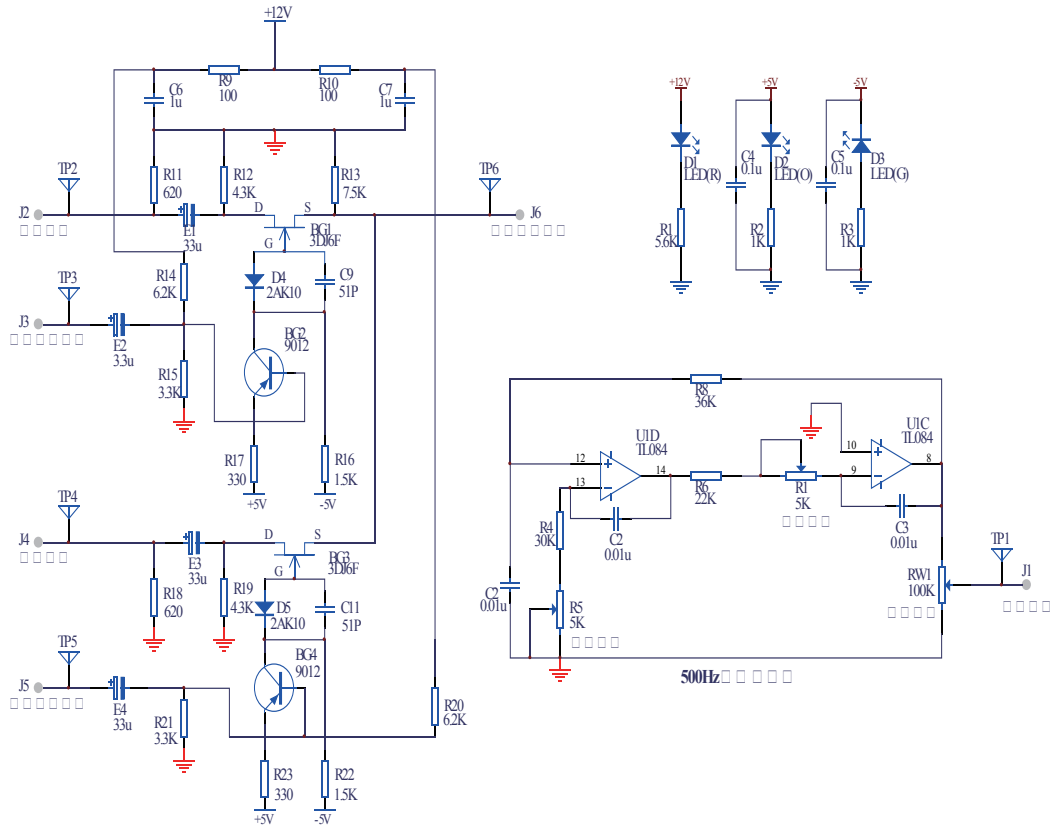 +12V
R9
100
R10
100
C6
1u
C7
1u
TP2
R11
620
R12
4.3K
R13
7.5K
TP6
J2
E1
33u
D
S
G
BG1
3DJ6F
J6
TP3
R14
6.2K
D4
2AK10
C9
51P
J3
E2
3.3u
BG2
9012
R15
3.3K
R17
330
R16
1.5K
+5V
-5V
TP4
J4
E3
33u
D
S
G
BG3
3DJ6F
R18
620
R19
4.3K
D5
2AK10
C11
51P
TP5
BG4
9012
J5
E4
33u
R21
3.3K
R20
6.2K
R23
330
R22
1.5K
+5V
-5V
+12V
+5V
-5V
D1
LED(R)
C4
0.1u
D2
LED(O)
C5
0.1u
D3
LED(G)
R1
5.6K
R2
1K
R3
1K
R8
36K
U1D
TL084
12
13
14
R6
22K
R1
5K
U1C
TL084
10
9
8
R4
30K
C2
0.01u
C3
0.01u
TP1
C2
0.01u
R5
5K
RW1
100K
J1
500Hz